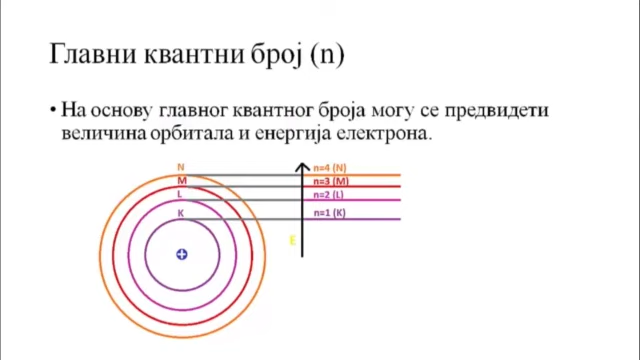 Главни квантни број (n)
• На основу главног квантног броја могу се предвидети
величина орбитала и енергија електрона.
N
M
L
K
+
n=4 (N)
n=3 (M)
n=2 (L)
n=1 (K)
E